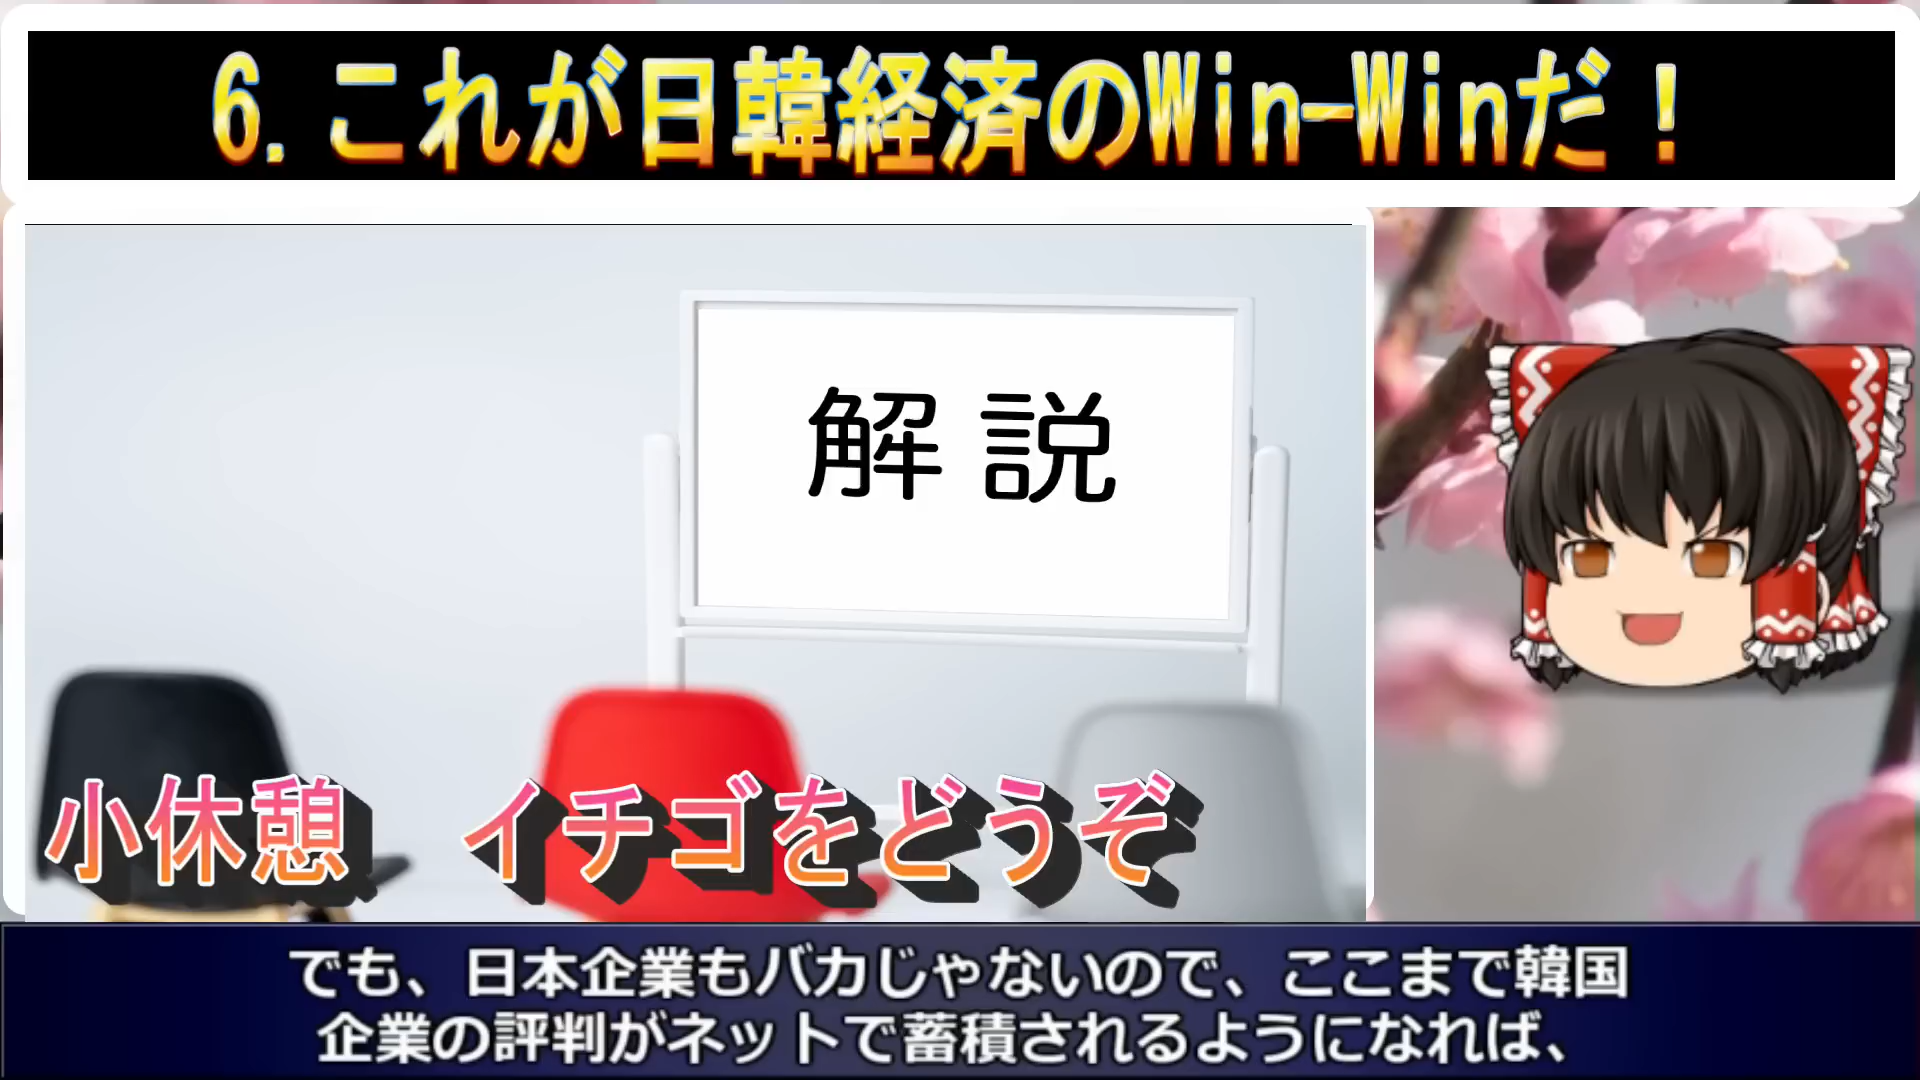 6.これが日韓経済のWin-Winだ！
解説
小休憩　イチゴをどうぞ
でも、日本企業もバカじゃないので、ここまで韓国
企業の評判がネットで蓄積されるようになれば、